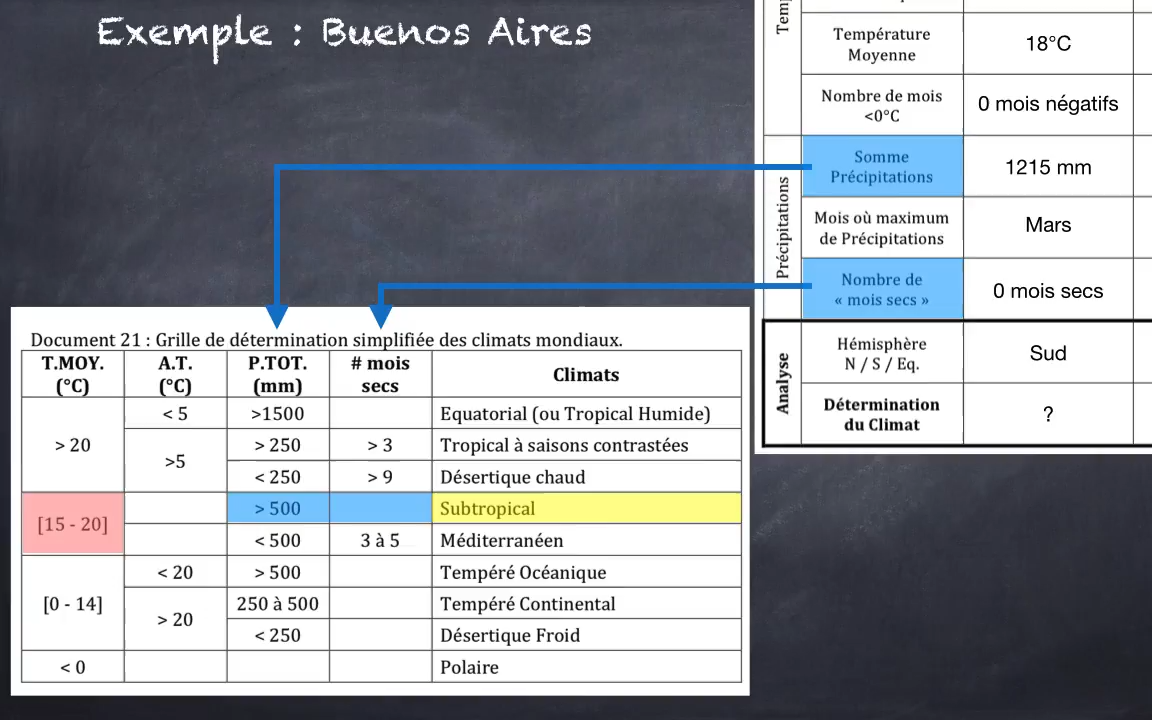 Exemple : Buenos Aires
Température
Moyenne
18°C
Nombre de mois
<0°C
0 mois négatifs
Précipitations
Somme
Précipitations
1215 mm
Mois où maximum
de Précipitations
Mars
Nombre de
« mois secs »
0 mois secs
Analyse
Hémisphère
N / S / Eq.
Sud
Détermination
du Climat
?
Document 21 : Grille de détermination simplifiée des climats mondiaux.
T.MOY. (°C) A.T. (°C) P.TOT. (mm) # mois secs Climats
> 20 < 5 >1500 Equatorial (ou Tropical Humide)
>5 > 250 > 3 Tropical à saisons contrastées
< 250 > 9 Désertique chaud
[15 - 20] > 500 Subtropical
< 500 3 à 5 Méditerranéen
[0 - 14] < 20 > 500 Tempéré Océanique
> 20 250 à 500 Tempéré Continental
< 250 Désertique Froid
< 0 Polaire